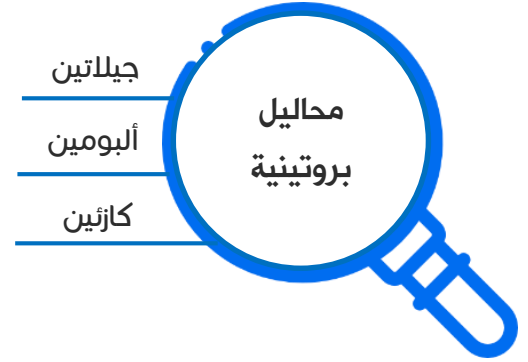 محاليل
بروتينية
جيلاتين
ألبومين
كازئين